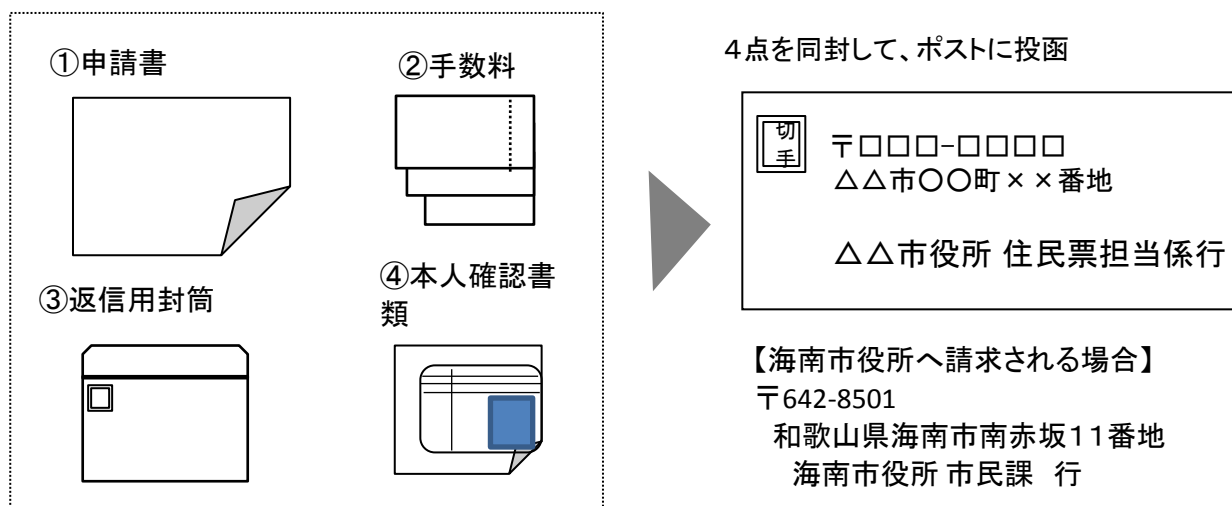 ①申請書
②手数料
③返信用封筒
④本人確認書
類
４点を同封して、ポストに投函
切
手
〒□□□-□□□□
△△市〇〇町××番地
△△市役所 住民票担当係行
【海南市役所へ請求される場合】
〒642-8501
和歌山県海南市南赤坂１１番地
海南市役所 市民課　行